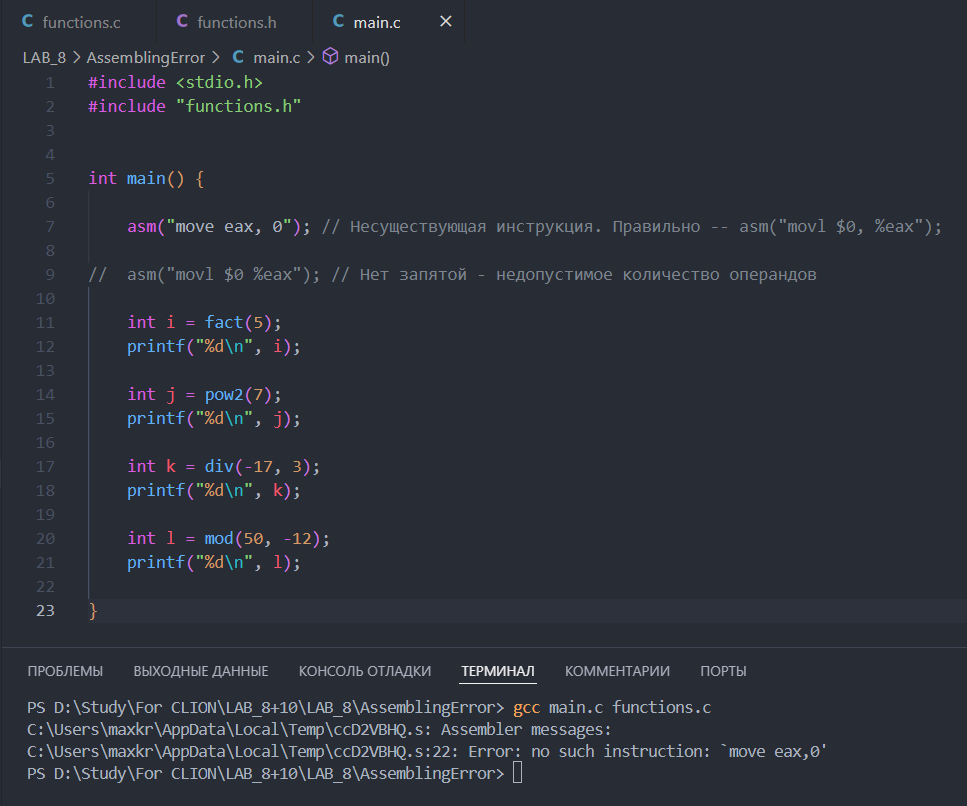 C functions.c C functions.h C main.c ×
LAB_8 > AssemblingError > C main.c > main()
1 #include <stdio.h>
2 #include "functions.h"
3
4
5 int main() {
6
7 asm("move eax, 0"); // Несуществующая инструкция. Правильно -- asm("movl $0, %eax");
8
9 // asm("movl $0 %eax"); // Нет запятой - недопустимое количество операндов
10
11 int i = fact(5);
12 printf("%d\n", i);
13
14 int j = pow2(7);
15 printf("%d\n", j);
16
17 int k = div(-17, 3);
18 printf("%d\n", k);
19
20 int l = mod(50, -12);
21 printf("%d\n", l);
22
23 }
ПРОБЛЕМЫ ВЫХОДНЫЕ ДАННЫЕ КОНСОЛЬ ОТЛАДКИ ТЕРМИНАЛ КОММЕНТАРИИ ПОРТЫ
PS D:\Study\For CLION\LAB_8+10\LAB_8\AssemblingError> gcc main.c functions.c
C:\Users\maxkr\AppData\Local\Temp\ccD2VBHQ.s: Assembler messages:
C:\Users\maxkr\AppData\Local\Temp\ccD2VBHQ.s:22: Error: no such instruction: `move eax,0'
PS D:\Study\For CLION\LAB_8+10\LAB_8\AssemblingError>